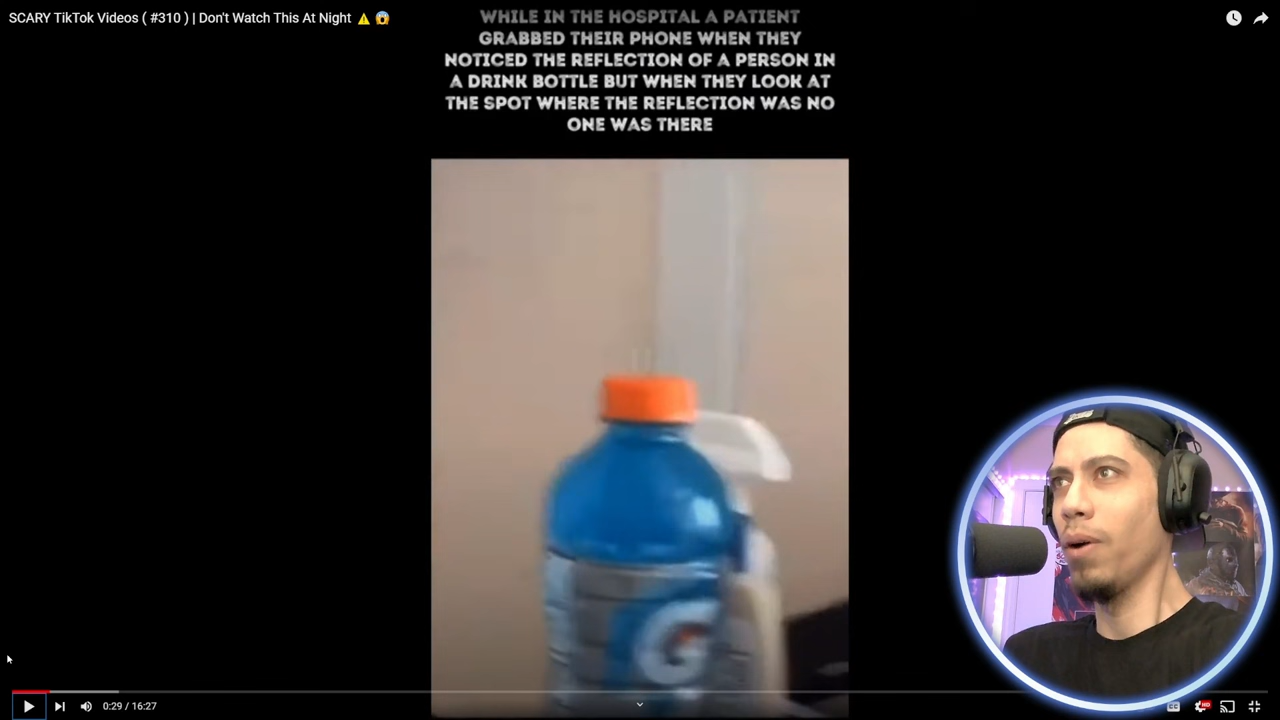 SCARY TikTok Videos ( #310 ) | Don't Watch This At Night ⚠️ 😱
WHILE IN THE HOSPITAL A PATIENT
GRABBED THEIR PHONE WHEN THEY
NOTICED THE REFLECTION OF A PERSON IN
A DRINK BOTTLE BUT WHEN THEY LOOK AT
THE SPOT WHERE THE REFLECTION WAS NO
ONE WAS THERE
G
0:29 / 16:27
CC
HD